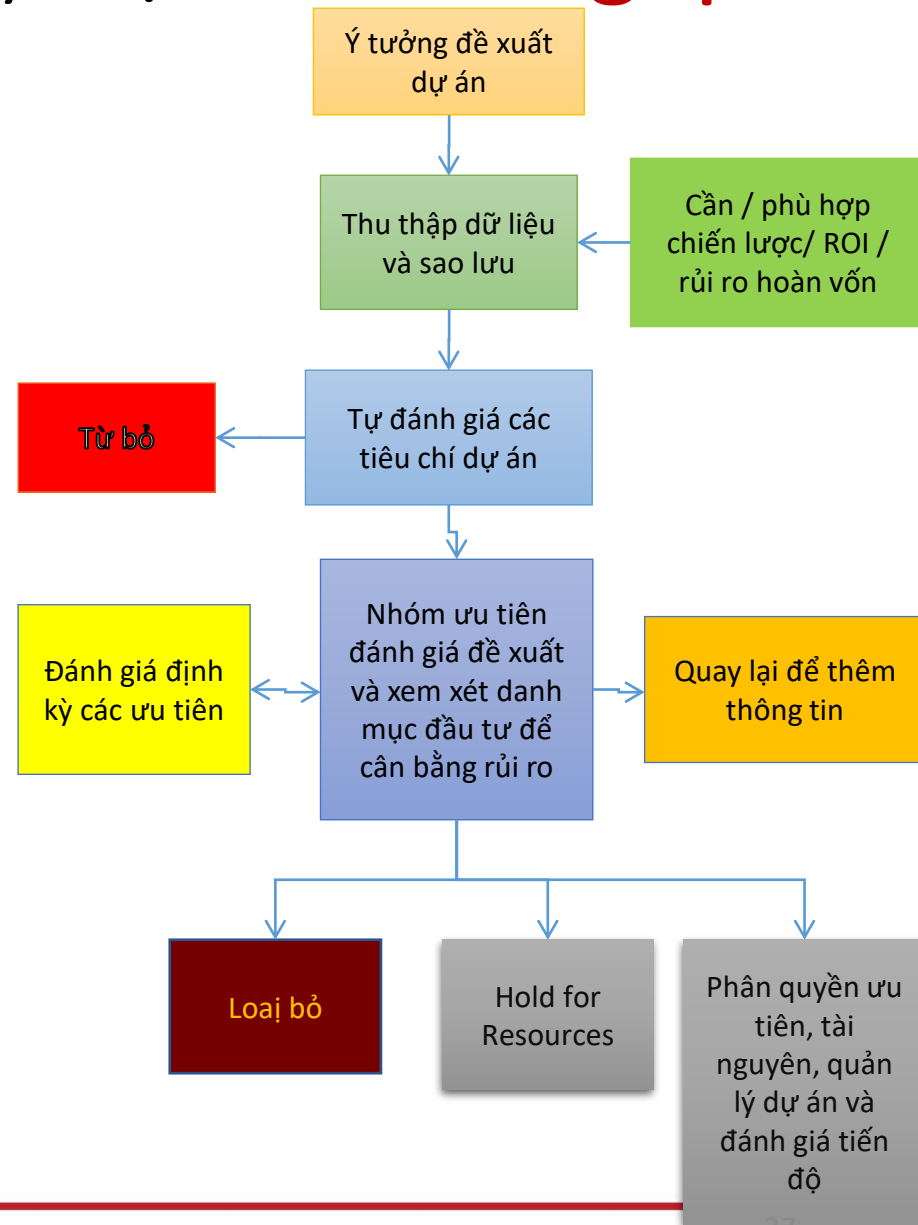 Ý tưởng đề xuất
dự án
Thu thập dữ liệu
và sao lưu
Cần / phù hợp
chiến lược/ ROI /
rủi ro hoàn vốn
Từ bỏ
Tự đánh giá các
tiêu chí dự án
Đánh giá định
kỳ các ưu tiên
Nhóm ưu tiên
đánh giá đề xuất
và xem xét danh
mục đầu tư để
cân bằng rủi ro
Quay lại để thêm
thông tin
Loaị bỏ
Hold for
Resources
Phân quyền ưu
tiên, tài
nguyên, quản
lý dự án và
đánh giá tiến
độ